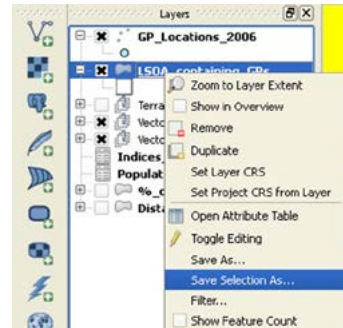 Layers
GP_Locations_2006
LSOA_containing_GPs
Zoom to Layer Extent
Show in Overview
Terra
Remove
Vecto
Duplicate
Vecto
Set Layer CRS
Indices_
Populat
Set Project CRS from Layer
%_c
Open Attribute Table
Dista
Toggle Editing
Save As...
Save Selection As...
Filter...
Show Feature Count